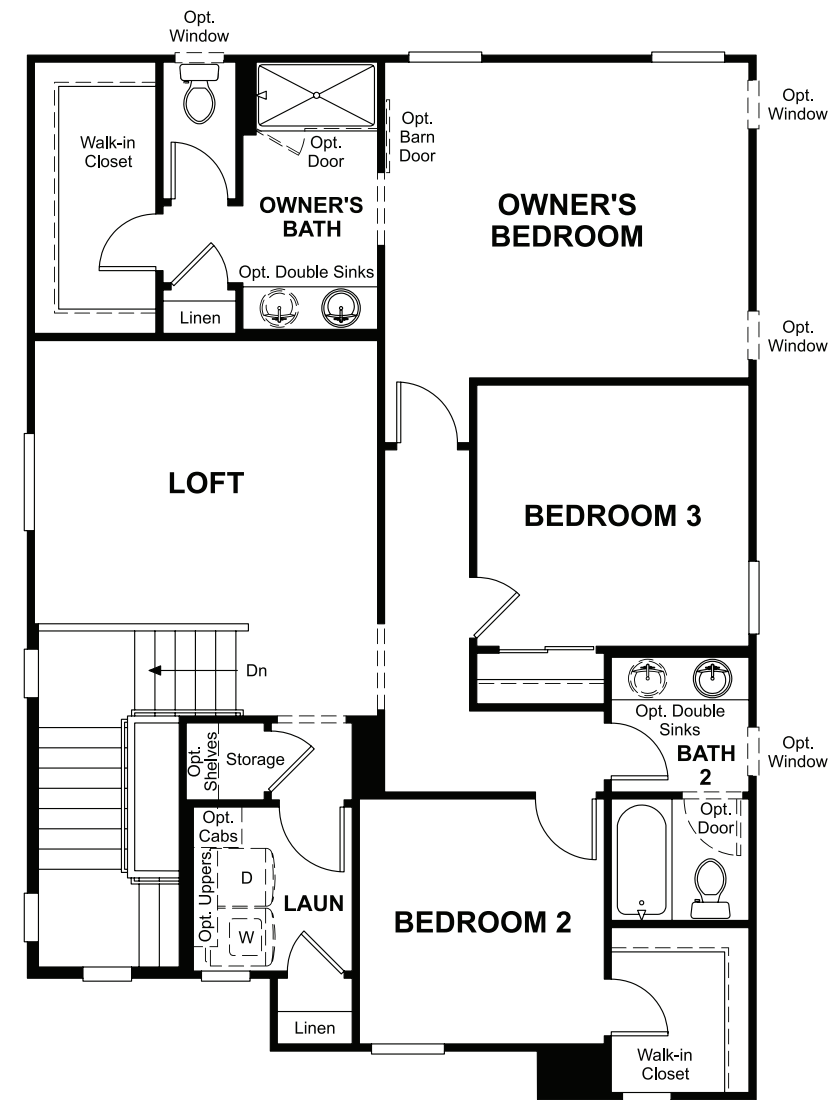 Opt.
Window
Walk-in
Closet
Opt.
Door
Opt.
Barn
Door
Opt.
Window
OWNER'S
BATH
OWNER'S
BEDROOM
Opt. Double Sinks
Linen
Opt.
Window
LOFT
BEDROOM 3
Dn
Opt. Double
Sinks
BATH
2
Opt.
Window
Opt.
Shelves
Storage
Opt.
Door
Opt.
Cabs
Opt. Uppers
D
W
LAUN
BEDROOM 2
Linen
Walk-in
Closet